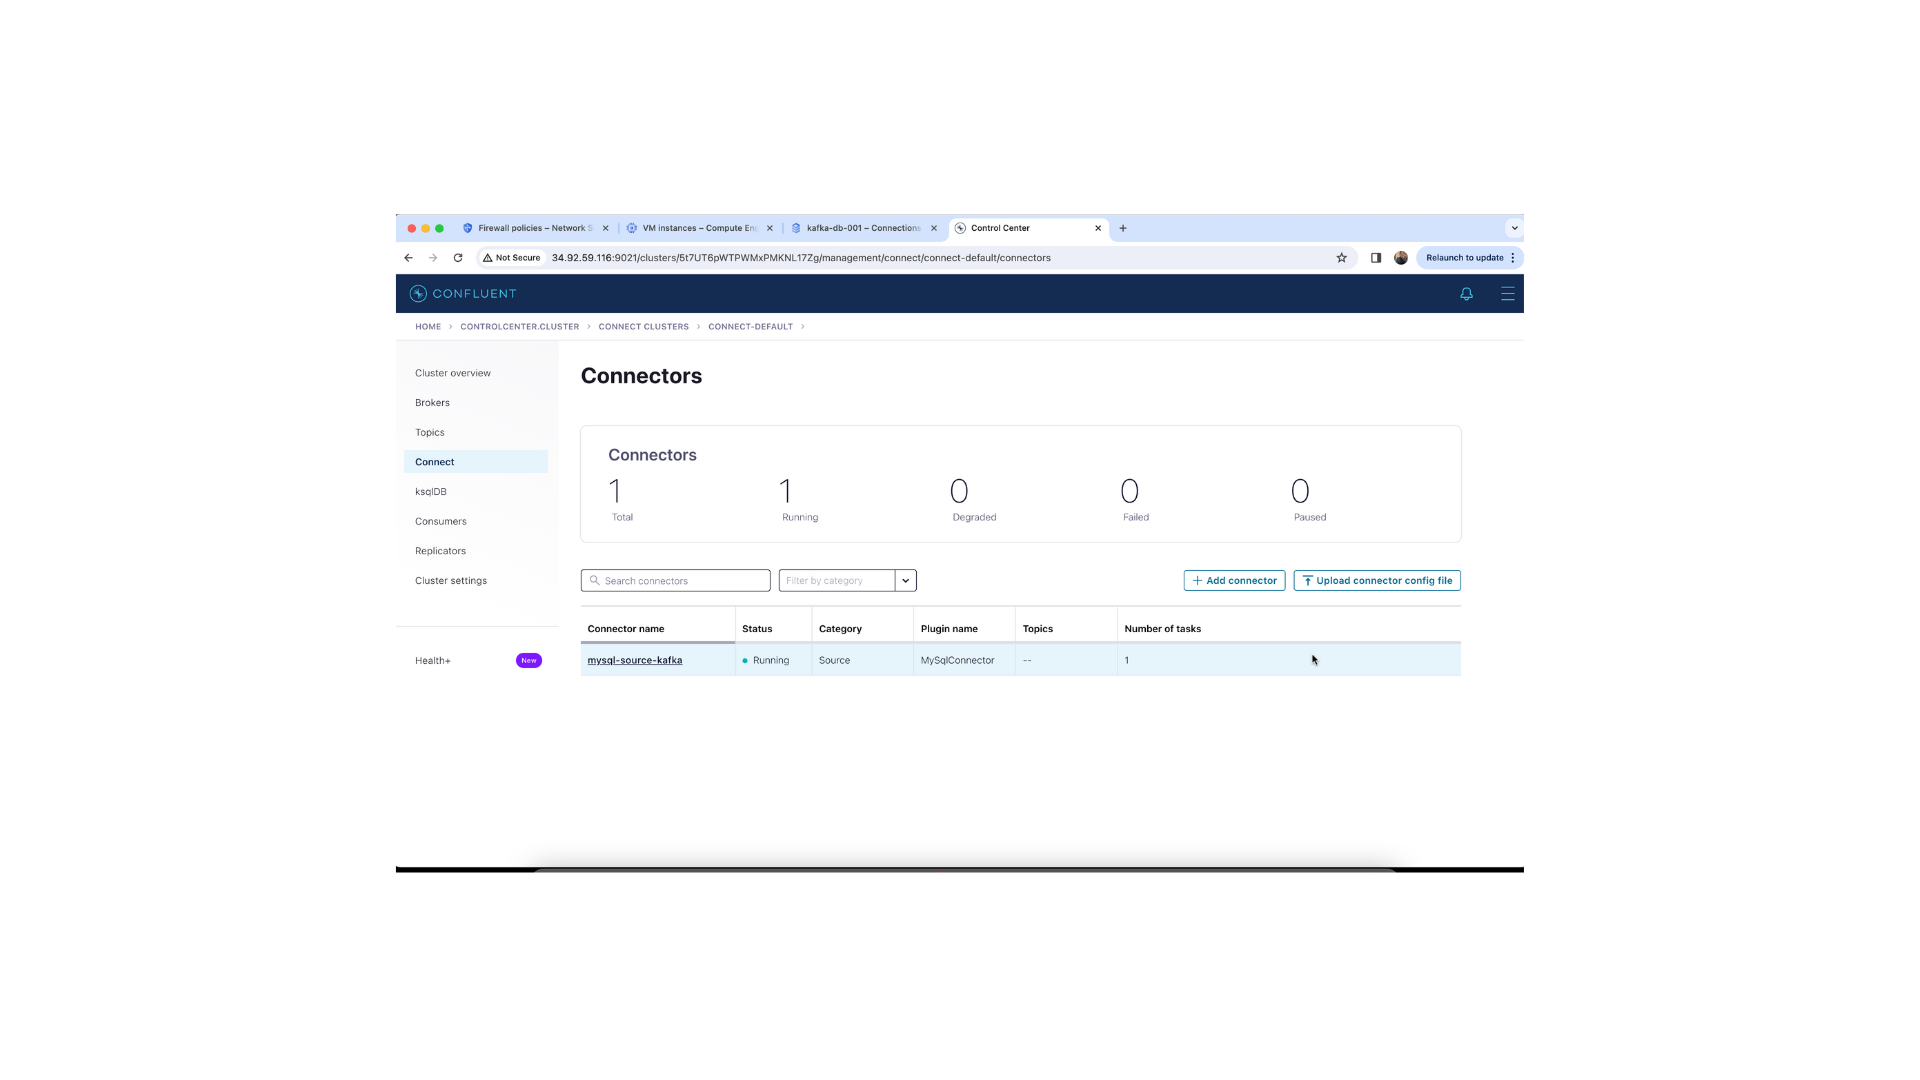 Firewall policies – Network S
VM instances – Compute En
kafka-db-001 – Connections
Control Center
Not Secure
34.92.59.116:9021/clusters/5t7UT6pWTPWMxPMKNL17Zg/management/connect/connect-default/connectors
Relaunch to update
CONFLUENT
HOME > CONTROLCENTER.CLUSTER > CONNECT CLUSTERS > CONNECT-DEFAULT >
Cluster overview
Brokers
Topics
Connect
ksqlDB
Consumers
Replicators
Cluster settings
Health+ New
Connectors
Connectors
1 1 0 0 0
Total Running Degraded Failed Paused
Search connectors
Filter by category
Add connector
Upload connector config file
Connector name Status Category Plugin name Topics Number of tasks
mysql-source-kafka Running Source MySqlConnector -- 1